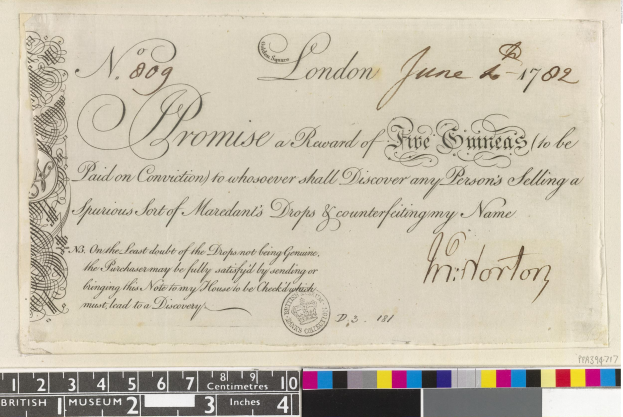 No. 809 Golden Square London June 2th 1782
I Promise a Reward of Five Guineas (to be
Paid on Conviction) to whosoever shall Discover any Person's Selling a
Spurious Sort of Maredant's Drops & counterfeiting my Name
NB. On the Least doubt of the Drops not being Genuine,
the Purchaser may be fully satisfy'd by sending or
bringing this Note to my House to be Check'd which
must, lead to a Discovery.
Jno: Norton
D,3. 181
MA394717
1 2 3 4 5 6 7 8 9 10
Centimetres
BRITISH 1 MUSEUM 2 3 Inches 4